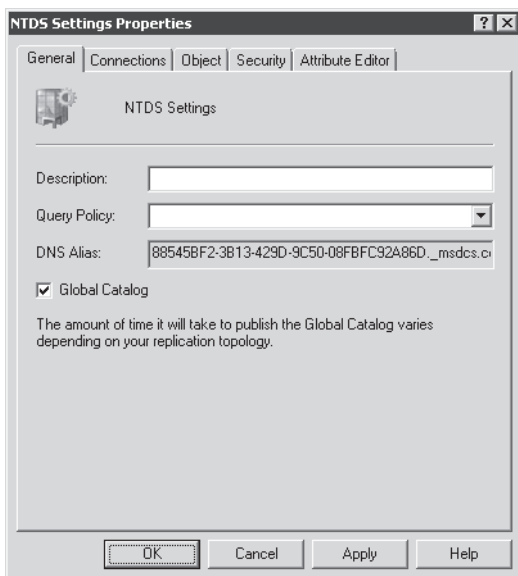 NTDS Settings Properties
General Connections Object Security Attribute Editor
NTDS Settings
Description:
Query Policy:
DNS Alias: 88545BF2-3B13-429D-9C50-08FBFC92A86D._msdcs.c
Global Catalog
The amount of time it will take to publish the Global Catalog varies
depending on your replication topology.
OK Cancel Apply Help